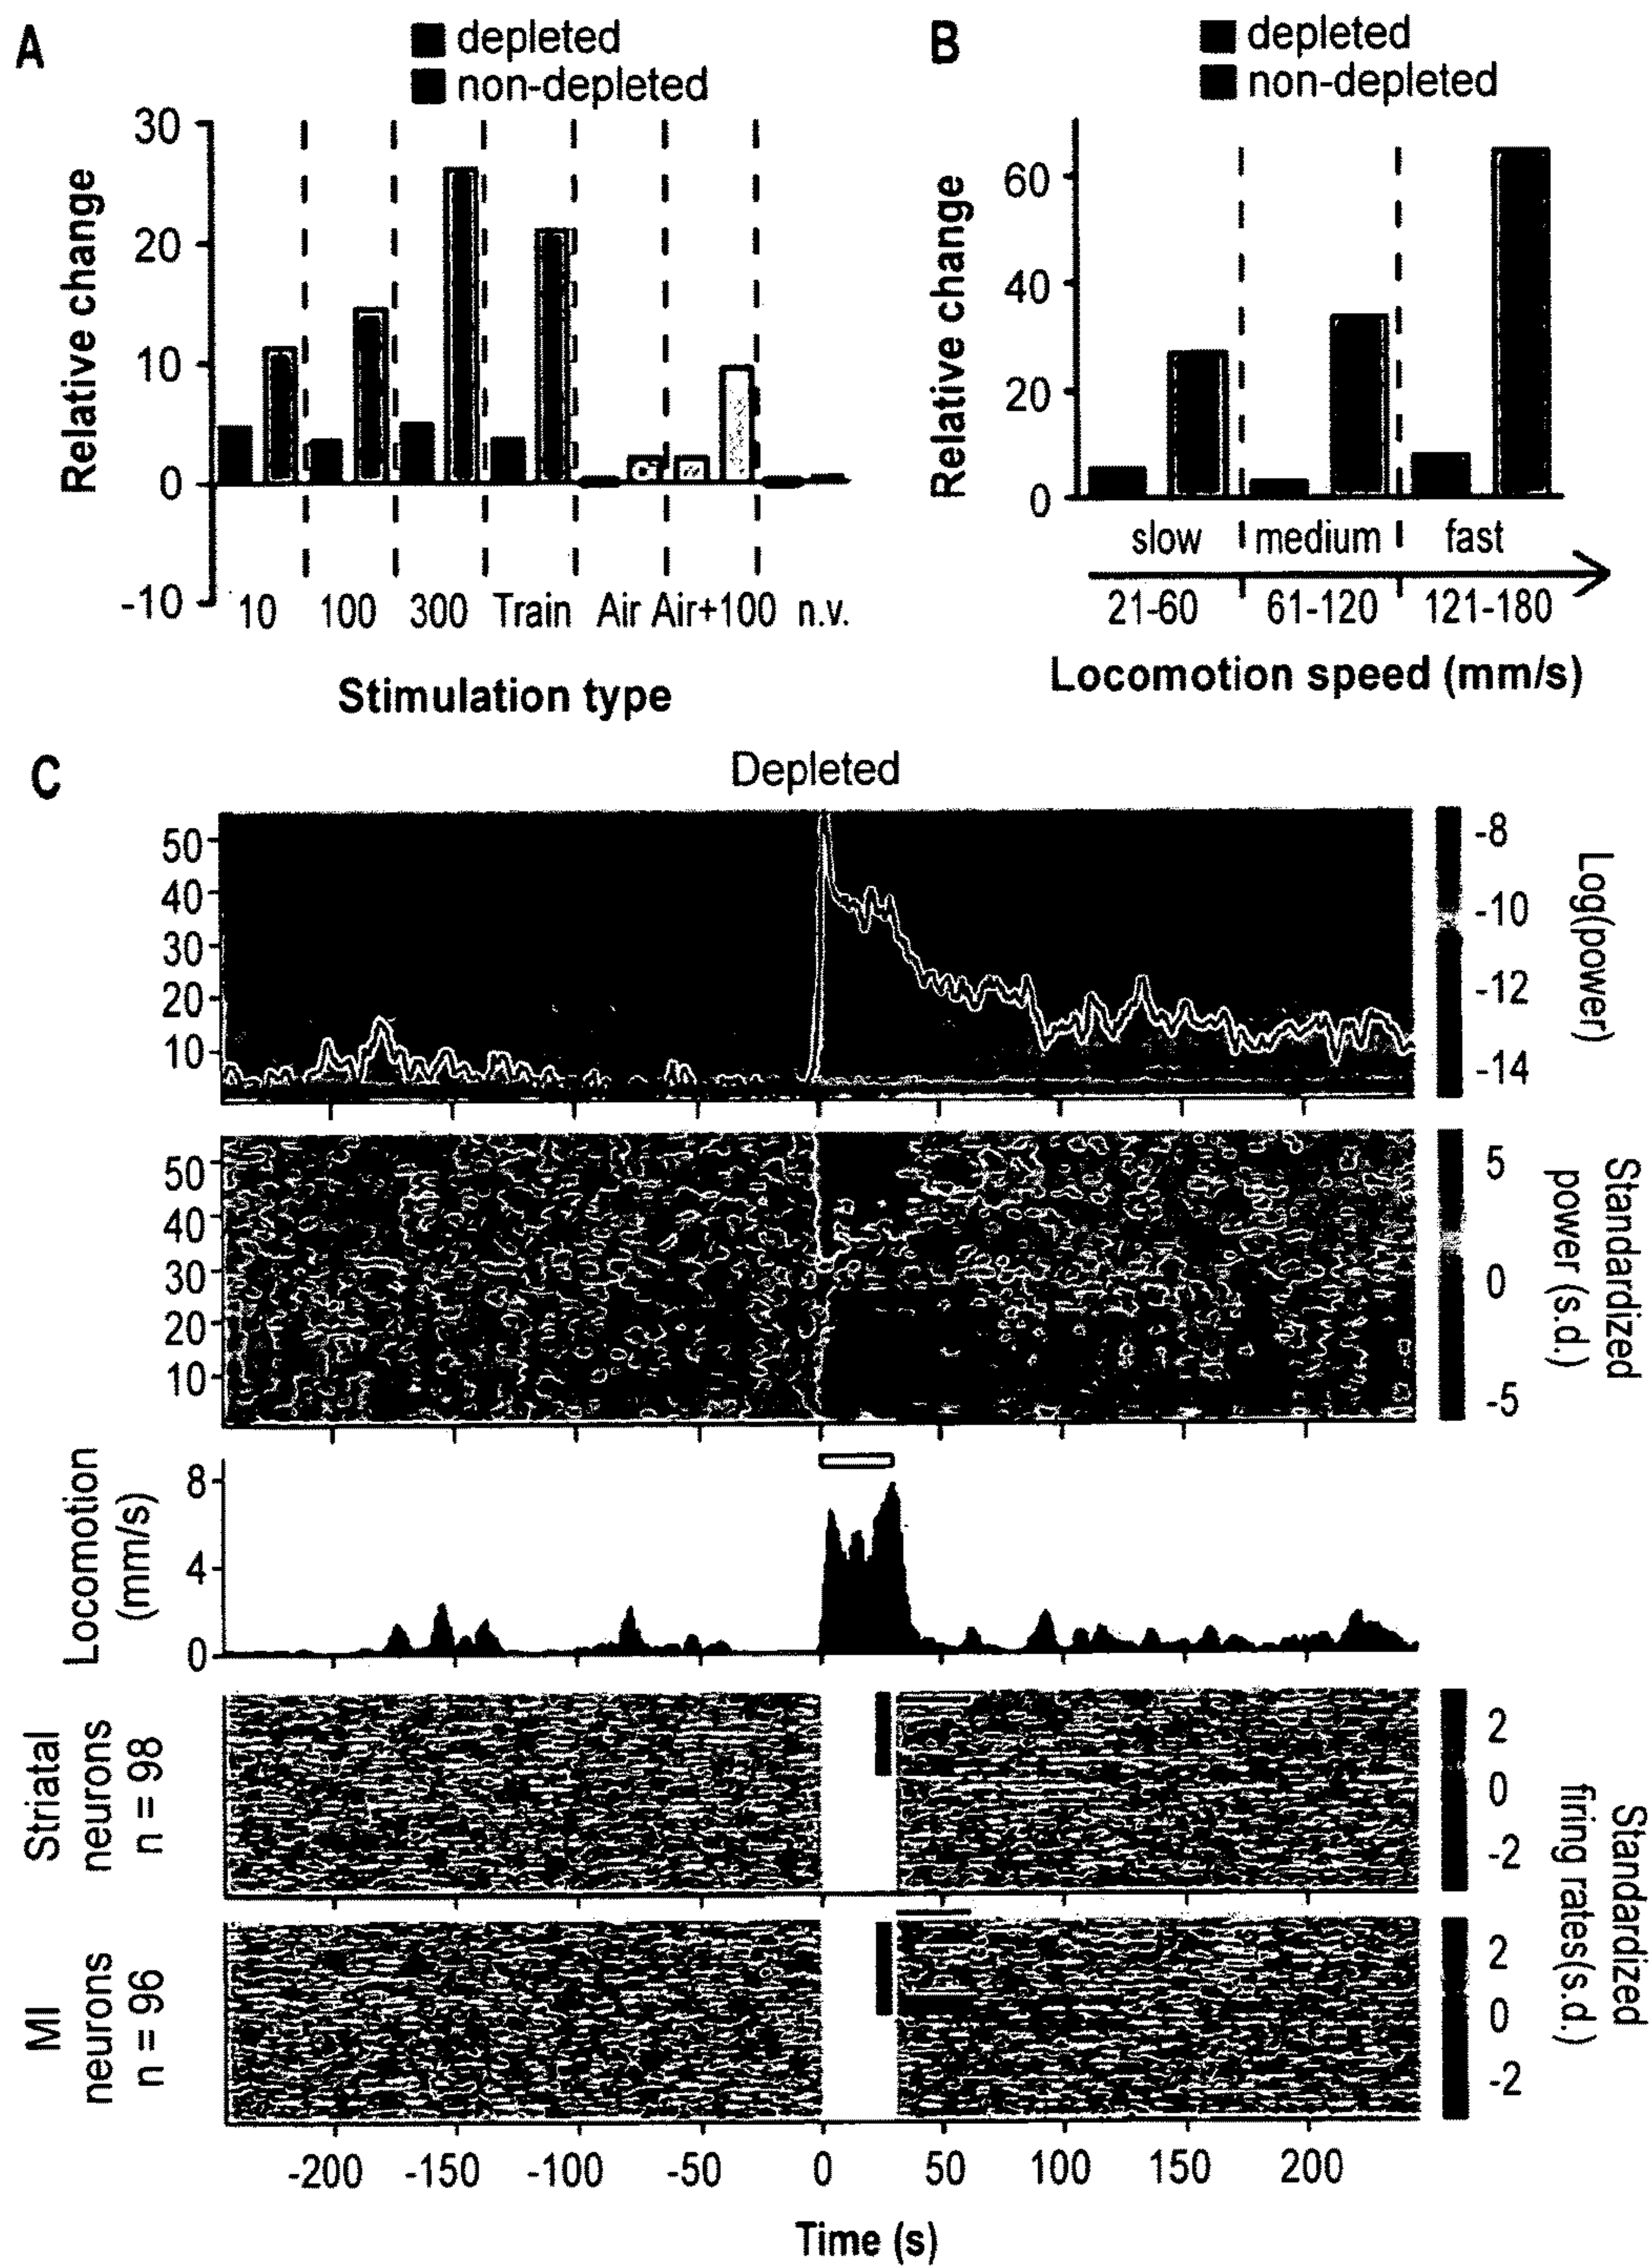 A
depleted
non-depleted
30
20
10
0
-10
Relative change
10 100 300 Train Air Air+100 n.v.
Stimulation type
B
depleted
non-depleted
60
40
20
0
Relative change
slow medium fast
21-60 61-120 121-180
Locomotion speed (mm/s)
C
Depleted
50
40
30
20
10
-8
-10
-12
-14
Log(power)
50
40
30
20
10
5
0
-5
Standardized
power (s.d.)
Locomotion
(mm/s)
8
4
0
Striatal
neurons
n = 98
2
0
-2
MI
neurons
n = 96
2
0
-2
Standardized
firing rates(s.d.)
-200 -150 -100 -50 0 50 100 150 200
Time (s)